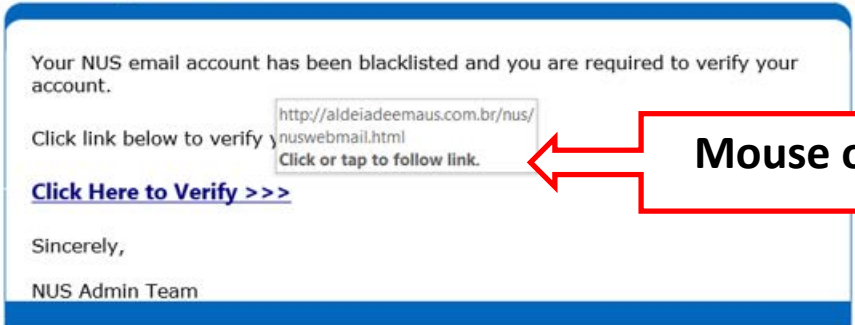 Your NUS email account has been blacklisted and you are required to verify your
account.
http://aldeiadeemaus.com.br/nus/
Click link below to verify
nuswebmail.html
Click or tap to follow link.
Mouse
Click Here to Verify >>>
Sincerely,
NUS Admin Team